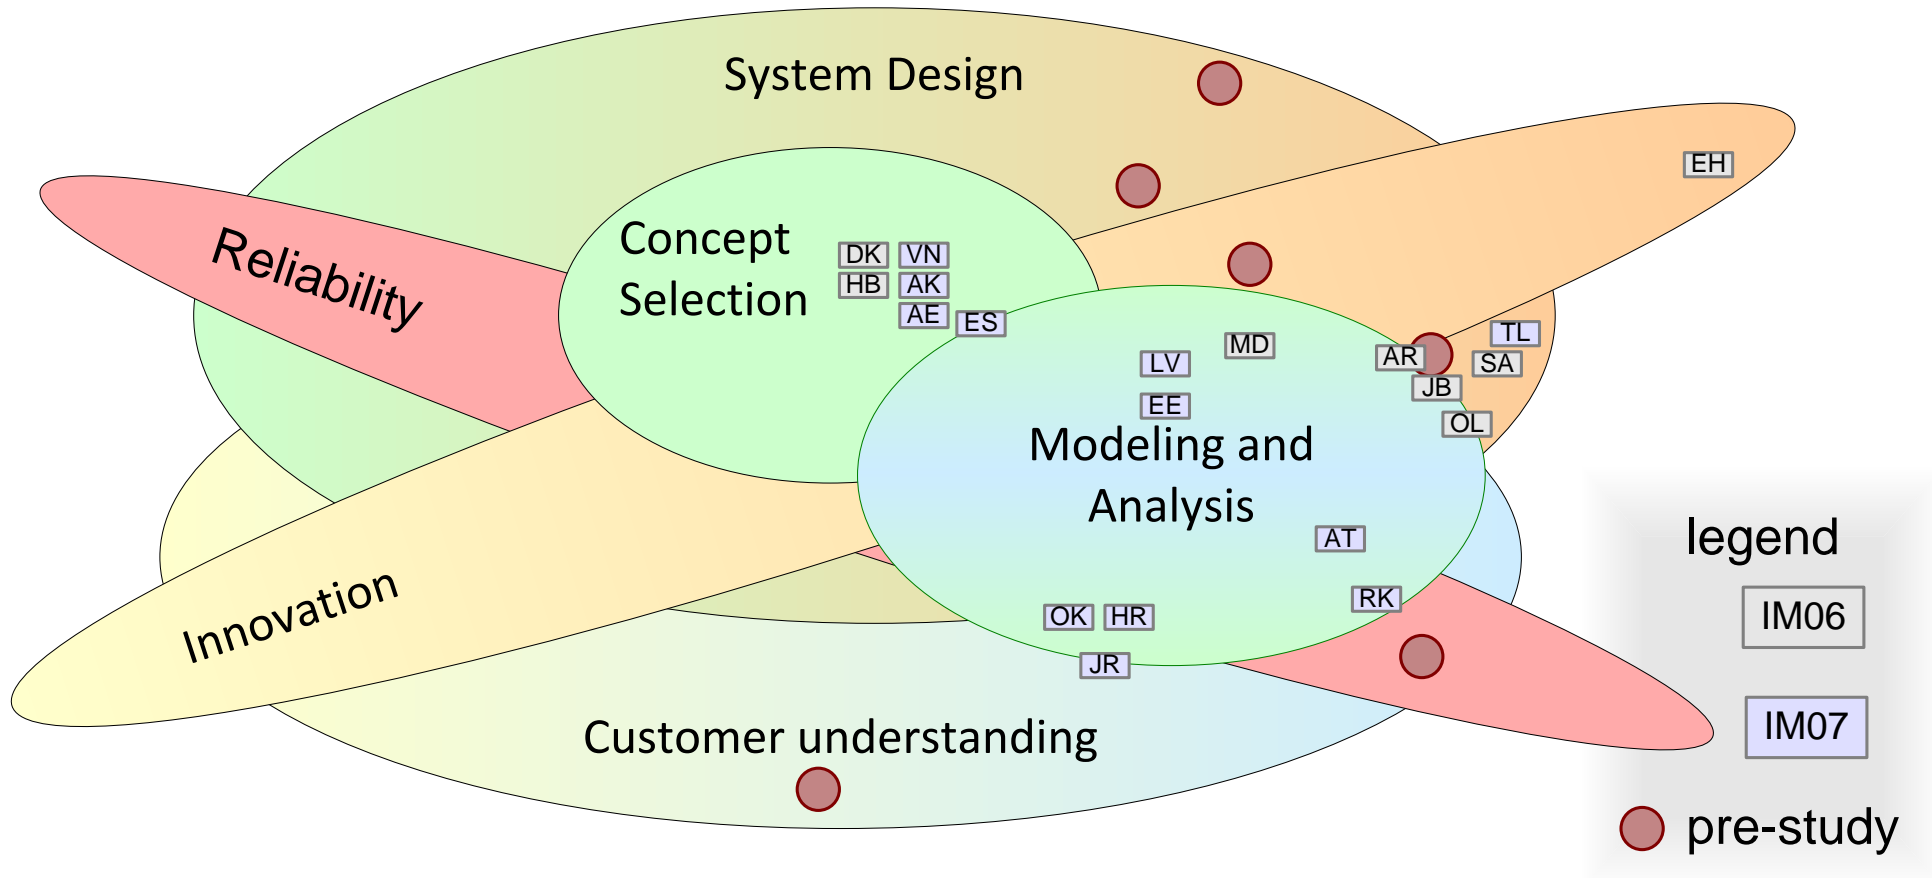 System Design
EH
Reliability
Concept
Selection
DK VN
HB AK
AE ES
TL
MD
AR SA
LV
JB
EE
OL
Modeling and
Analysis
AT
legend
Innovation
RK
IM06
OK HR
JR
Customer understanding
IM07
pre-study